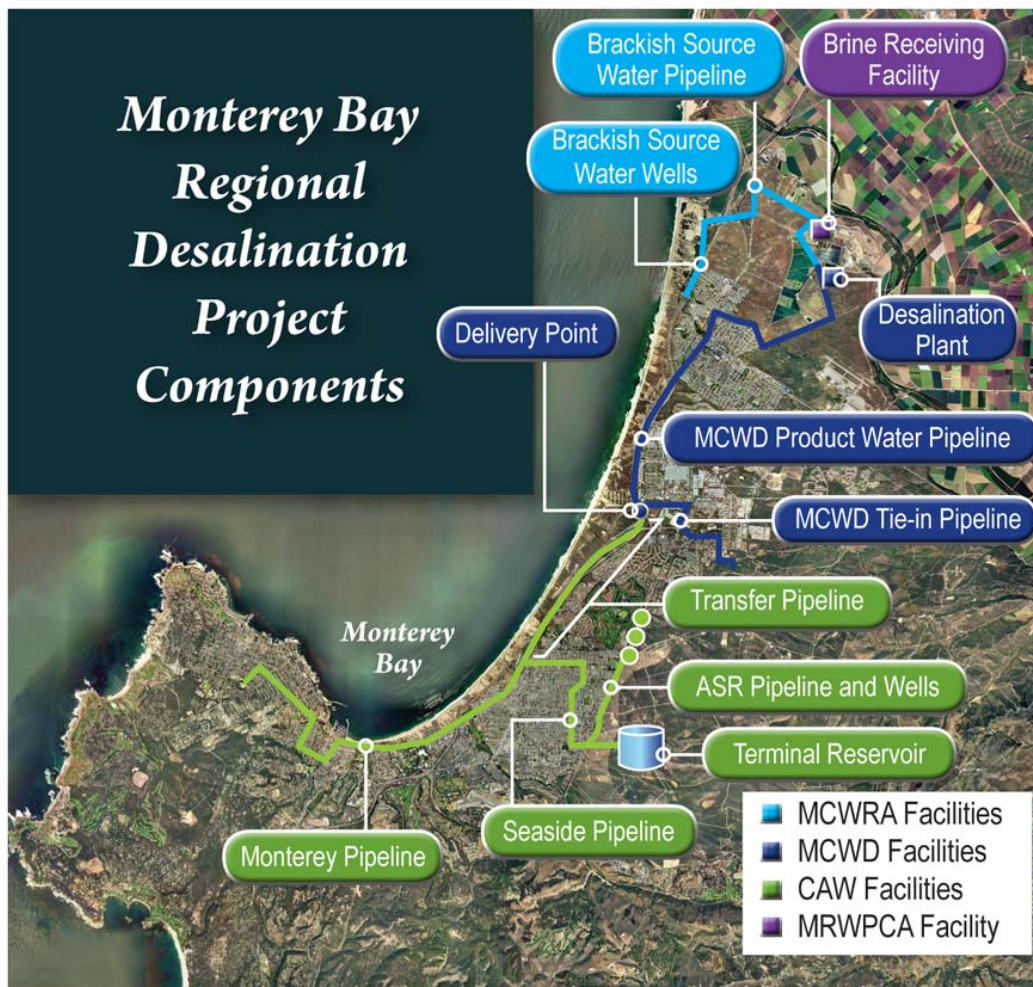 Monterey Bay
Regional
Desalination
Project
Components
Brackish Source
Water Pipeline
Brine Receiving
Facility
Brackish Source
Water Wells
Delivery Point
Desalination
Plant
MCWD Product Water Pipeline
MCWD Tie-in Pipeline
Transfer Pipeline
Monterey
Bay
ASR Pipeline and Wells
Terminal Reservoir
Seaside Pipeline
Monterey Pipeline
MCWRA Facilities
MCWD Facilities
CAW Facilities
MRWPCA Facility